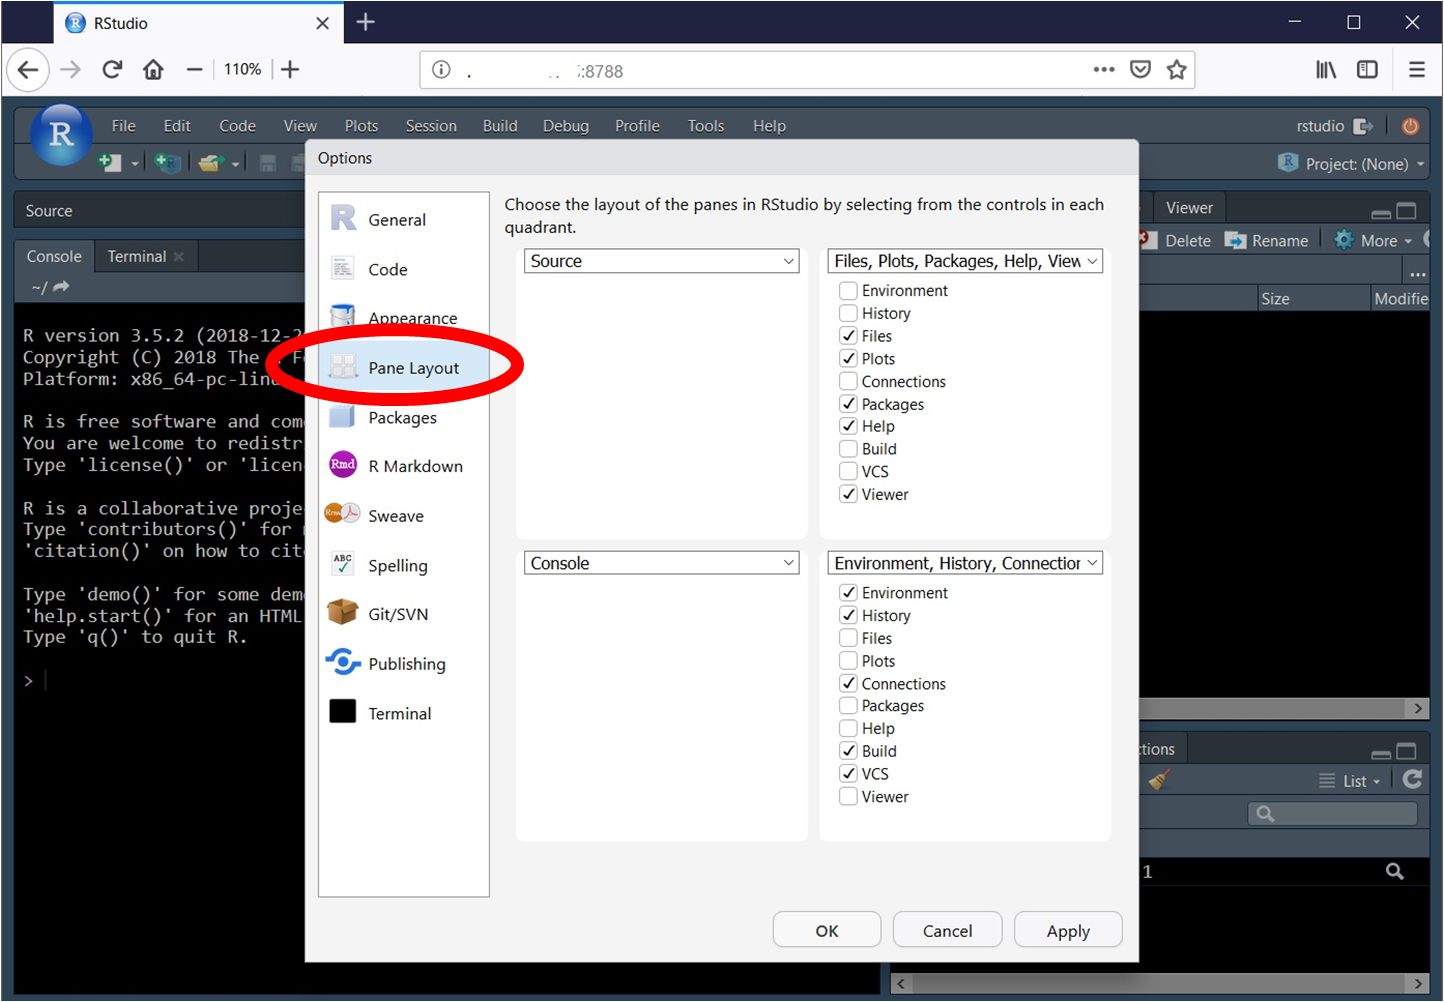 RStudio
110%
:8788
R
File Edit Code View Plots Session Build Debug Profile Tools Help
rstudio
Project: (None)
Options
Source
Console
Terminal
~/
R version 3.5.2 (2018-12-2
Copyright (C) 2018 The
Platform: x86_64-pc-lin
R is free software and com
You are welcome to redistr
Type 'license()' or 'licen
R is a collaborative proje
Type 'contributors()' for
'citation()' on how to cit
Type 'demo()' for some dem
'help.start()' for an HTML
Type 'q()' to quit R.
>
General
Code
Appearance
Pane Layout
Packages
Rmd
R Markdown
Sweave
ABC
Spelling
Git/SVN
Publishing
Terminal
Choose the layout of the panes in RStudio by selecting from the controls in each
quadrant.
Source
Files, Plots, Packages, Help, View
Environment
History
Files
Plots
Connections
Packages
Help
Build
VCS
Viewer
Console
Environment, History, Connection
Environment
History
Files
Plots
Connections
Packages
Help
Build
VCS
Viewer
OK
Cancel
Apply
Viewer
Delete
Rename
More
...
Size
Modifie
ctions
List
1